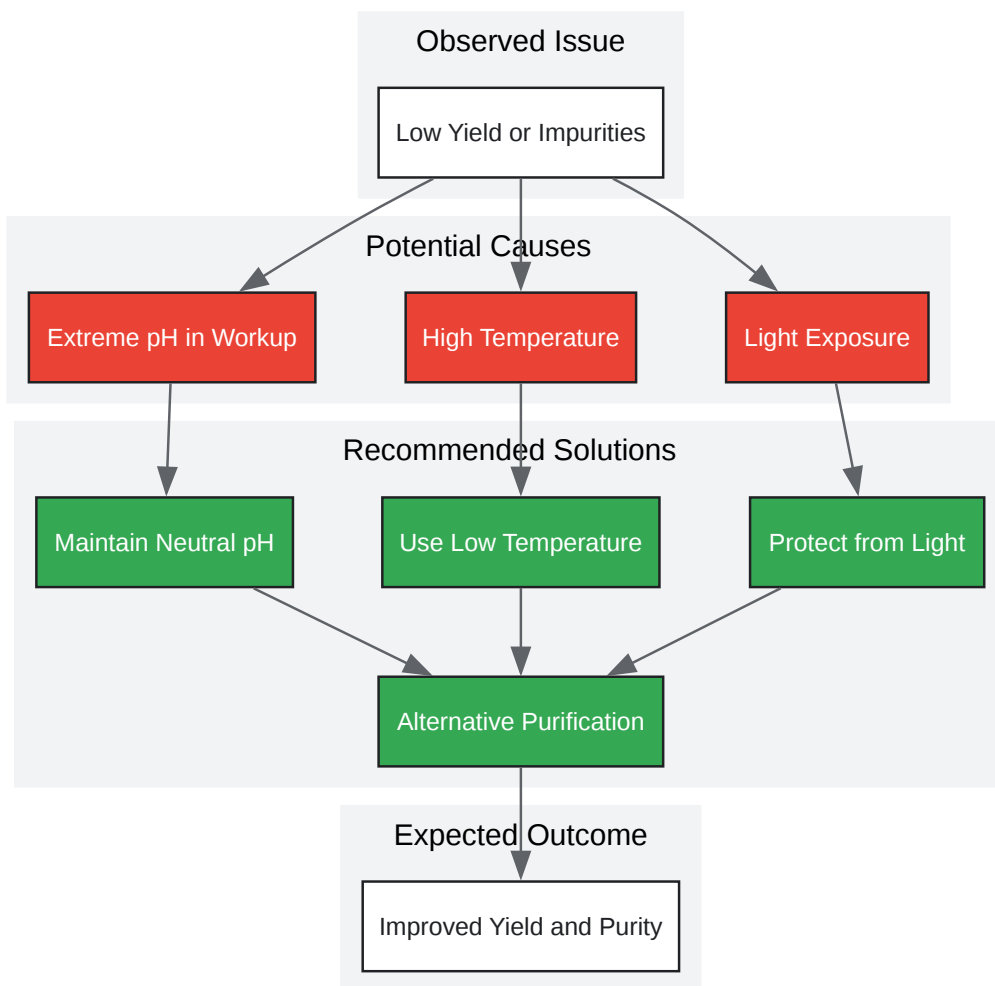 Observed Issue
Low Yield or Impurities
Potential Causes
Extreme pH in Workup
High Temperature
Light Exposure
Recommended Solutions
Maintain Neutral pH
Use Low Temperature
Protect from Light
Alternative Purification
Expected Outcome
Improved Yield and Purity